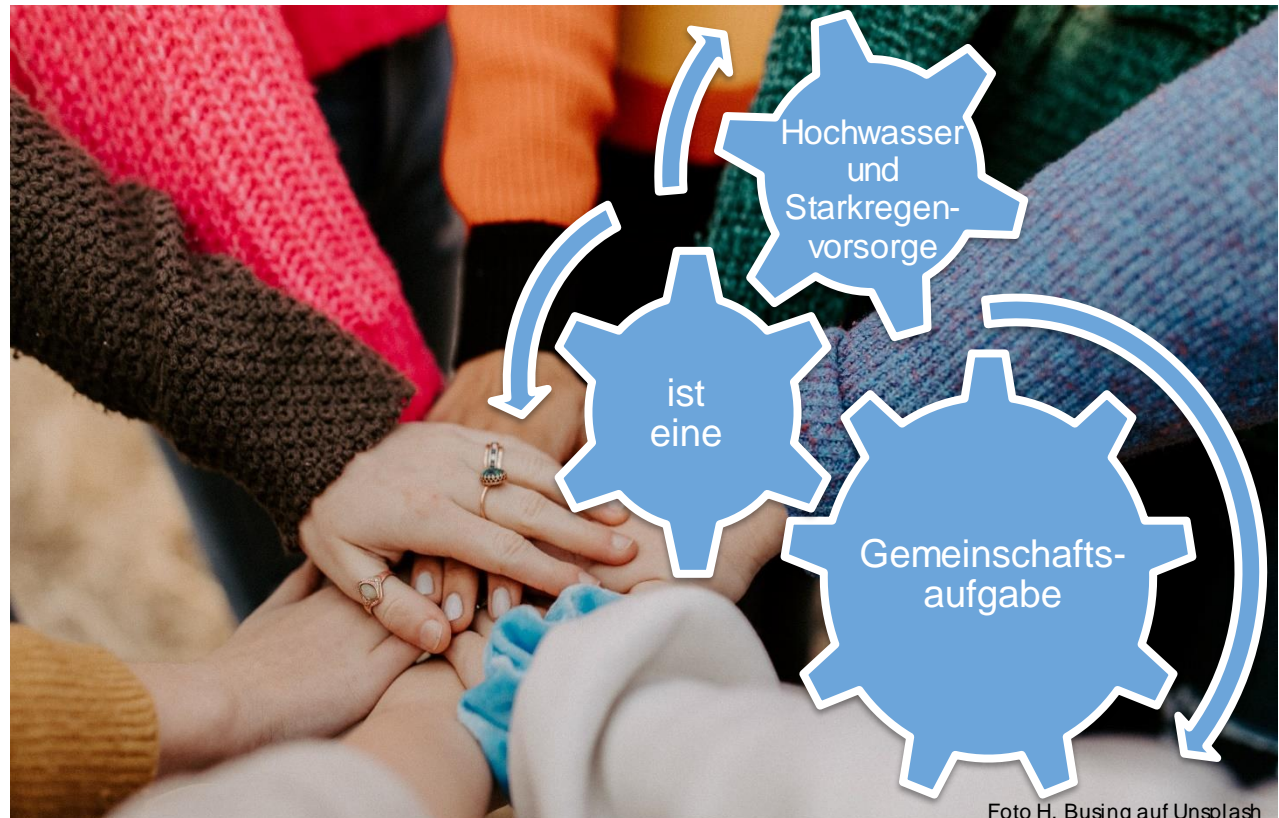 Hochwasser
und
Starkregen-
vorsorge
ist
eine
Gemeinschafts-
aufgabe
Foto H. Busing auf Unsplash